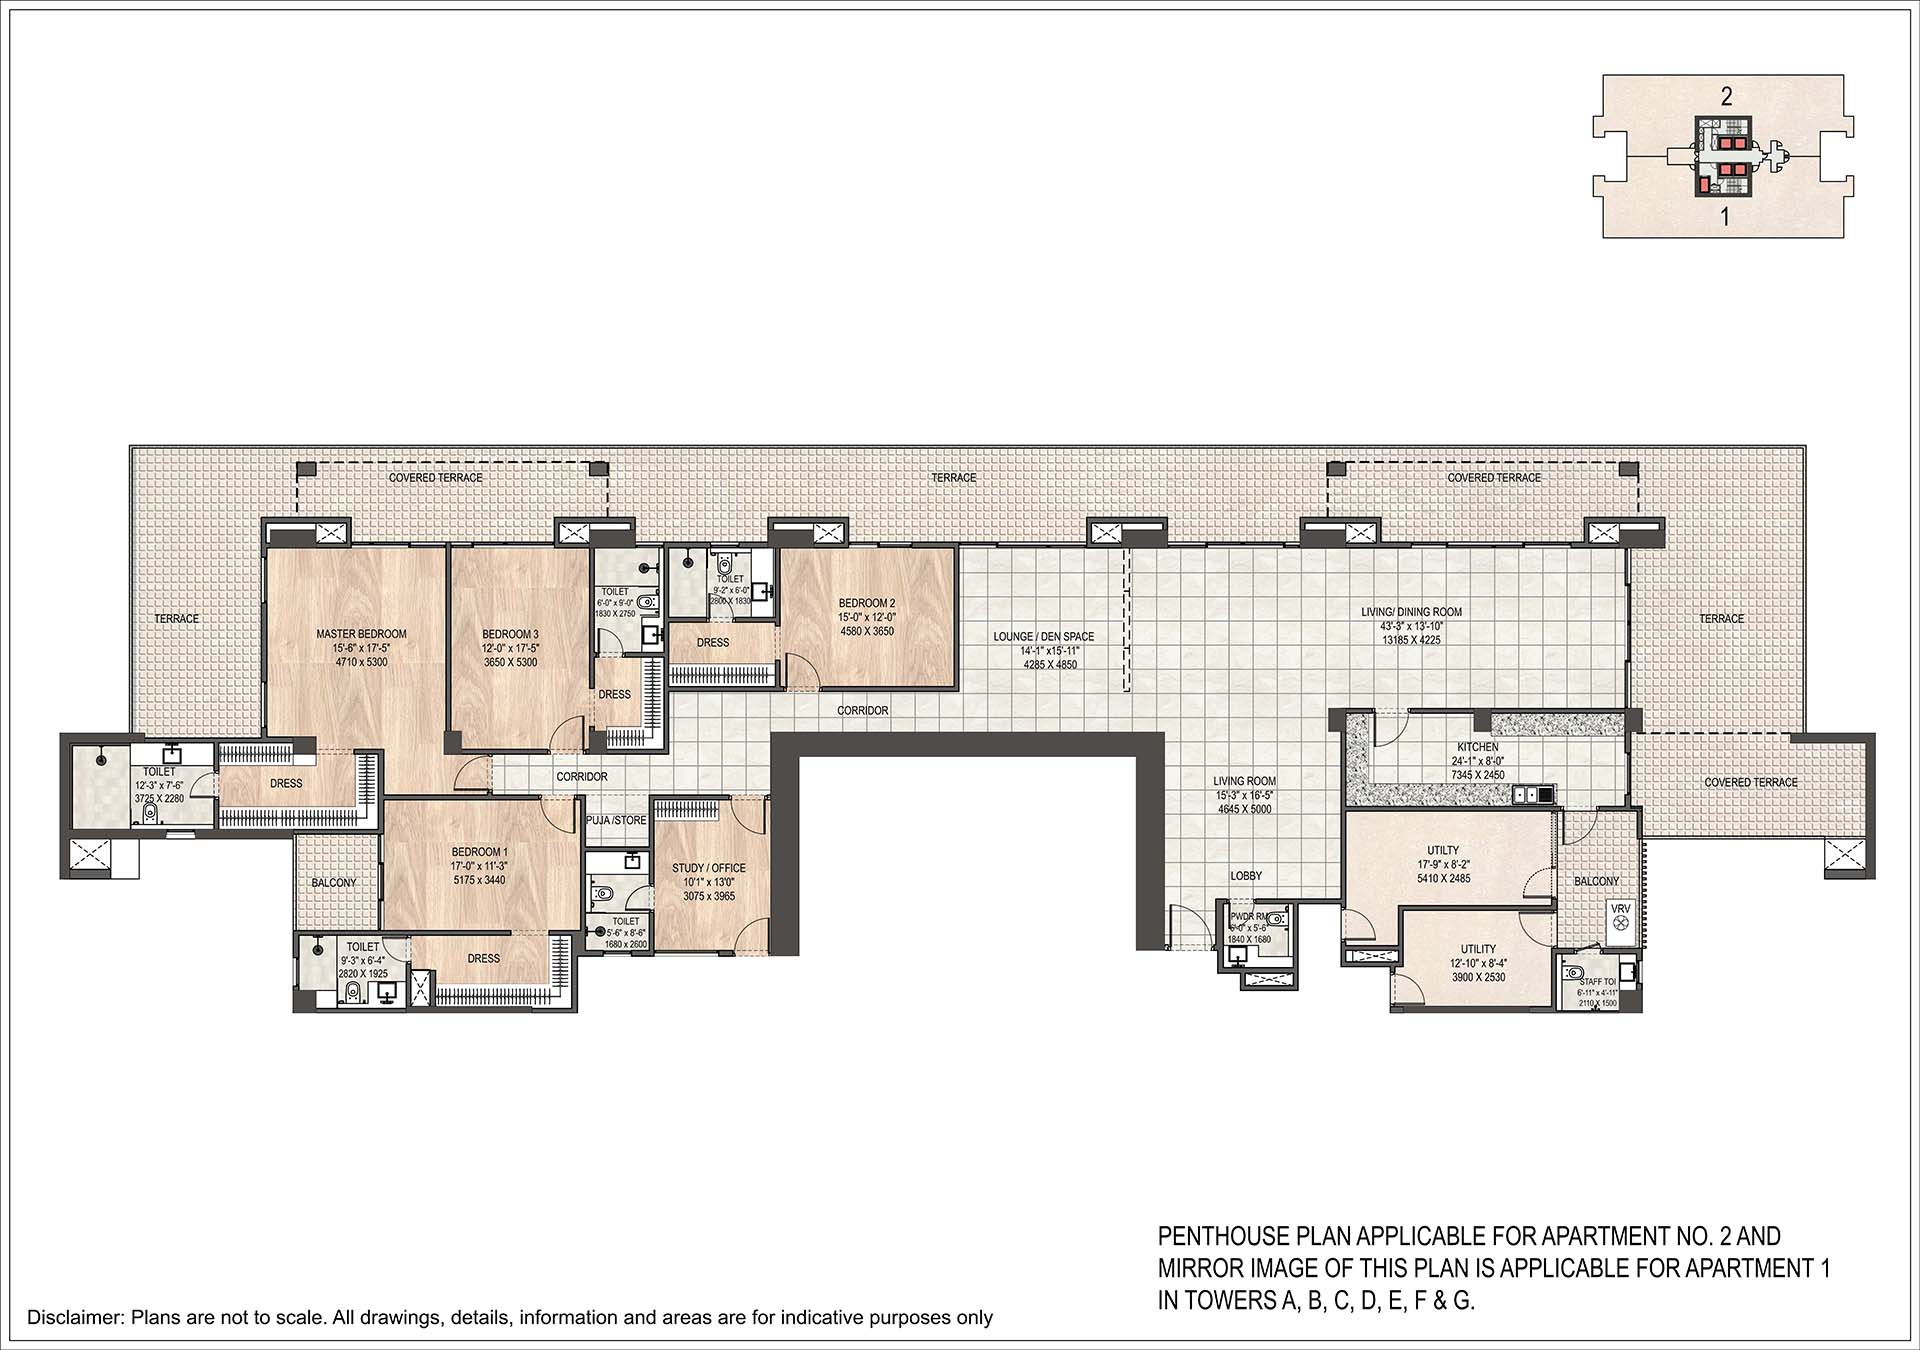 2
1
COVERED TERRACE
TERRACE
COVERED TERRACE
TERRACE
MASTER BEDROOM
15'-6" x 17'-5"
4710 x 5300
BEDROOM 3
12'-0" x 17'-5"
3650 X 5300
TOILET
6'-0" x 9'-0"
1830 X 2750
TOILET
9'-2" x 6'-0"
2800 X 1830
DRESS
BEDROOM 2
15'-0" x 12'-0"
4580 X 3650
LOUNGE / DEN SPACE
14'-1" x15'-11"
4285 X 4850
LIVING/ DINING ROOM
43'-3" x 13'-10"
13185 X 4225
TERRACE
DRESS
CORRIDOR
TOILET
12'-3" x 7'-6"
3725 X 2280
DRESS
CORRIDOR
LIVING ROOM
15'-3" x 16'-5"
4645 X 5000
KITCHEN
24'-1" x 8'-0"
7345 X 2450
COVERED TERRACE
PUJA /STORE
BEDROOM 1
17'-0" x 11'-3"
5175 X 3440
BALCONY
STUDY / OFFICE
10'1" x 13'0"
3075 x 3965
LOBBY
UTILTY
17'-9" x 8'-2"
5410 X 2485
BALCONY
VRV
TOILET
5'-6" x 8'-6"
1680 x 2600
PWDR RM
6'-0" x 5'-6"
1840 X 1680
TOILET
9'-3" x 6'-4"
2820 X 1925
DRESS
UTILITY
12'-10" x 8'-4"
3900 X 2530
STAFF TOI
6'-11" x 4'-11"
2110 X 1500
PENTHOUSE PLAN APPLICABLE FOR APARTMENT NO. 2 AND
MIRROR IMAGE OF THIS PLAN IS APPLICABLE FOR APARTMENT 1
IN TOWERS A, B, C, D, E, F & G.
Disclaimer: Plans are not to scale. All drawings, details, information and areas are for indicative purposes only